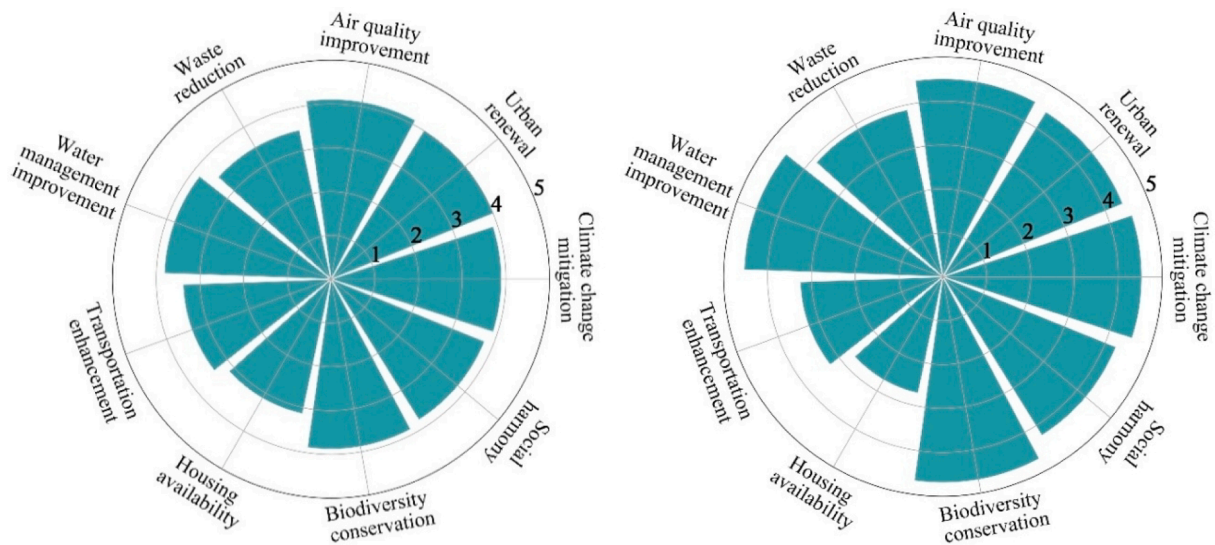 Air quality
improvement
Urban
renewal
Climate change
mitigation
Social
harmony
Biodiversity
conservation
Housing
availability
Transportation
enhancement
Water
management
improvement
Waste
reduction
1
2
3
4
5
Air quality
improvement
Urban
renewal
Climate change
mitigation
Social
harmony
Biodiversity
conservation
Housing
availability
Transportation
enhancement
Water
management
improvement
Waste
reduction
1
2
3
4
5